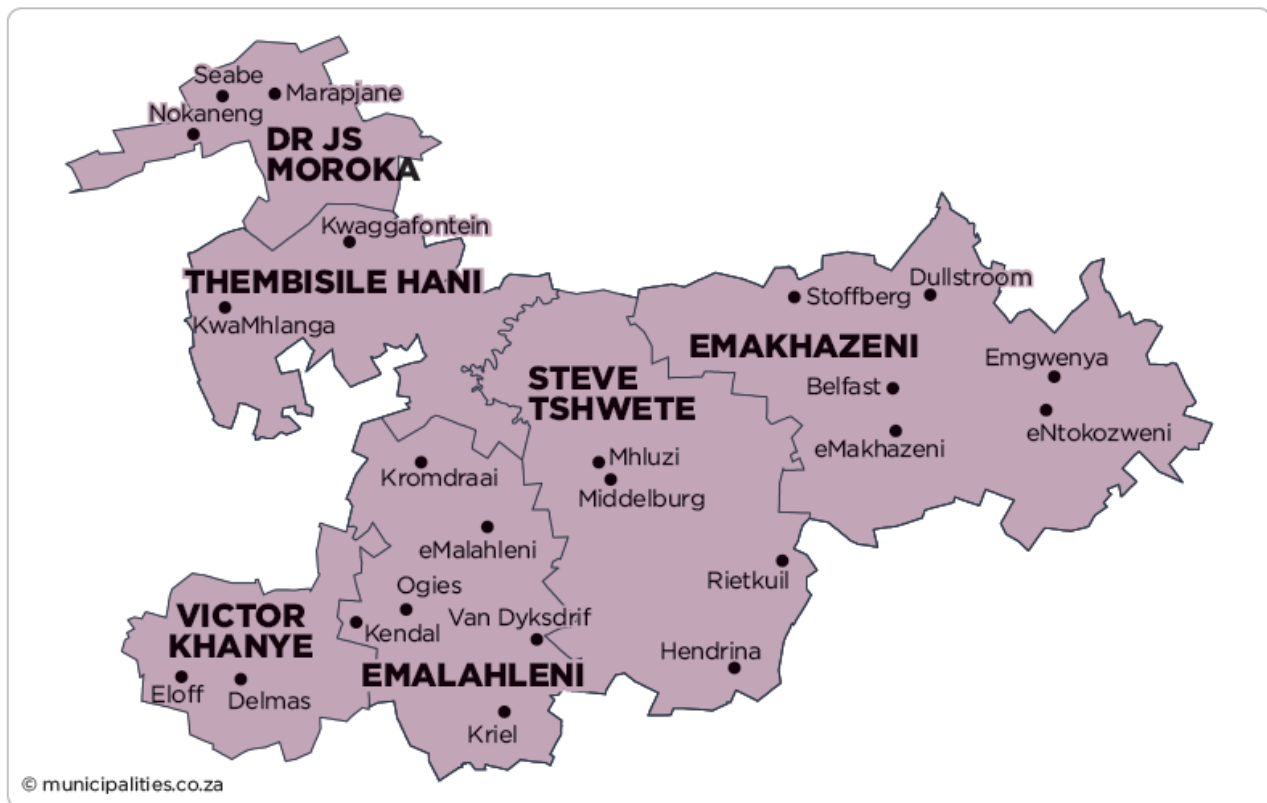 Seabe
Marapjane
Nokaneng
DR JS
MOROKA
Kwaggafontein
THEMBISILE HANI
KwaMhlanga
Dullstroom
Stoffberg
EMAKHAZENI
Emgwenya
STEVE
TSHWETE
Belfast
eNtokozweni
eMakhazeni
Mhluzi
Kromdraai
Middelburg
eMalahleni
Rietkuil
Ogies
Van Dyksdrif
VICTOR
KHANYE
Kendal
Hendrina
EMALAHLENI
Eloff
Delmas
Kriel
© municipalities.co.za